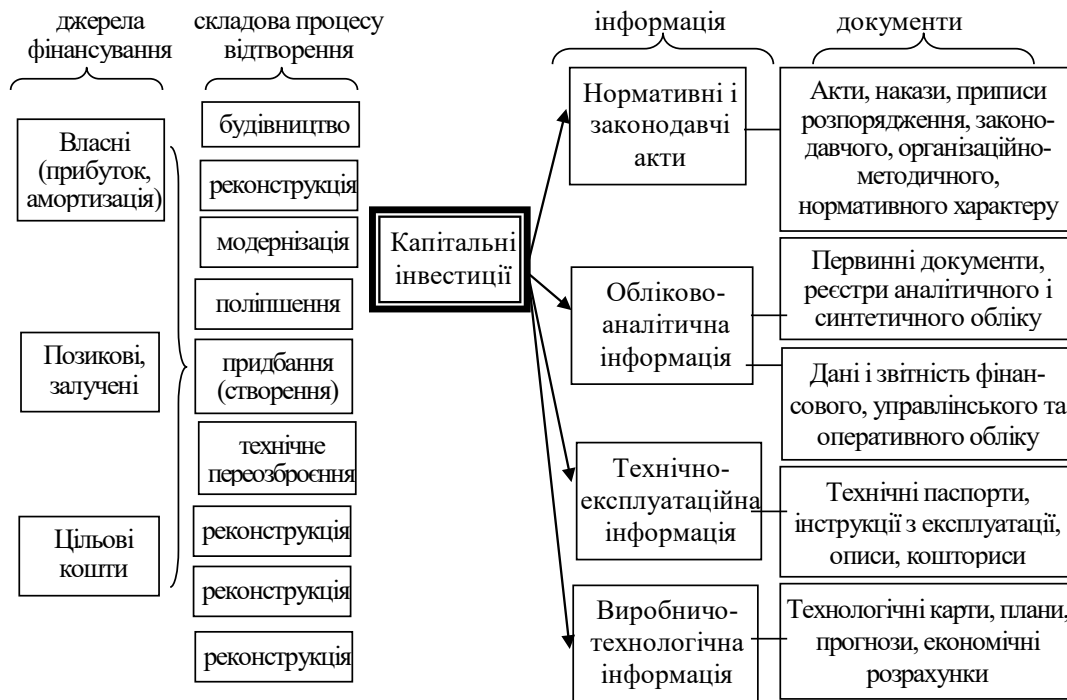 джерела
фінансування
складова процесу
відтворення
інформація
документи
Власні
(прибуток,
амортизація)
Позикові,
залучені
Цільові
кошти
будівництво
реконструкція
модернізація
поліпшення
придбання
(створення)
технічне
переозброєння
реконструкція
реконструкція
реконструкція
Капітальні
інвестиції
Нормативні і
законодавчі
акти
Обліково-
аналітична
інформація
Технічно-
експлуатаційна
інформація
Виробничо-
технологічна
інформація
Акти, накази, приписи
розпорядження, законо-
давчого, організаційно-
методичного,
нормативного характеру
Первинні документи,
реєстри аналітичного і
синтетичного обліку
Дані і звітність фінан-
сового, управлінського та
оперативного обліку
Технічні паспорти,
інструкції з експлуатації,
описи, кошториси
Технологічні карти, плани,
прогнози, економічні
розрахунки